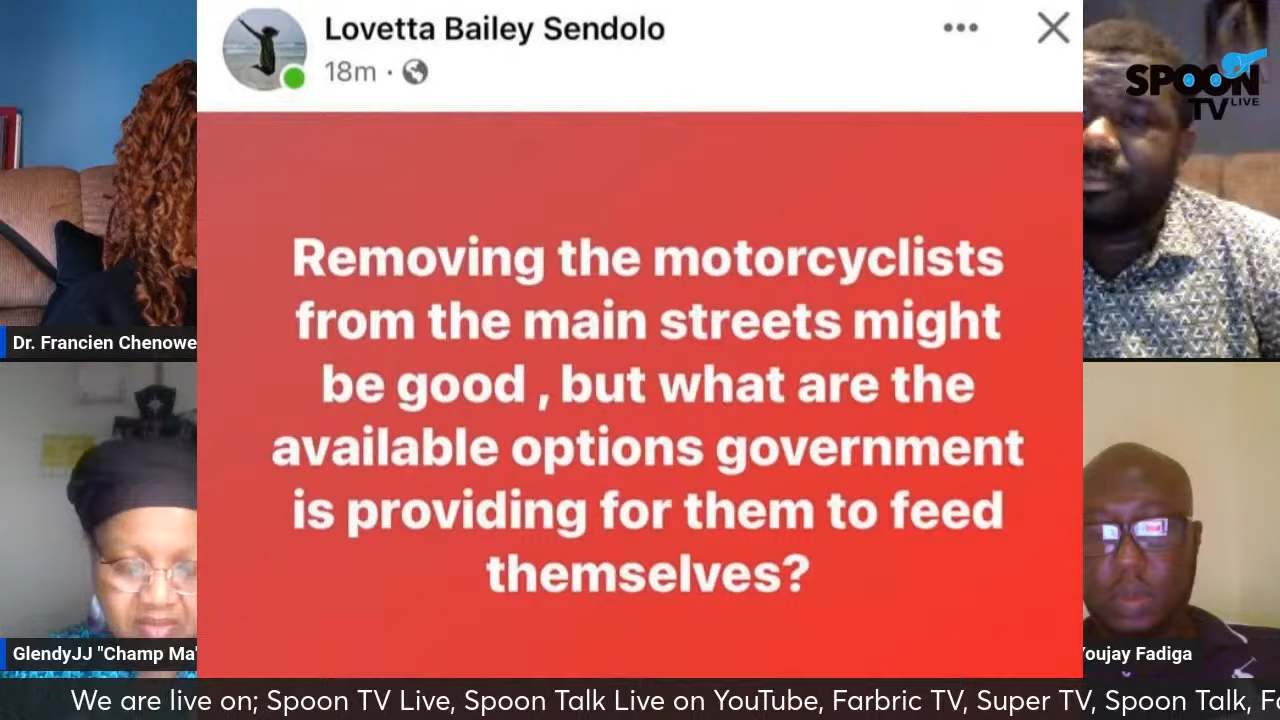 Lovetta Bailey Sendolo
18m ·
SPOON
TV LIVE
Removing the motorcyclists
from the main streets might
be good , but what are the
available options government
is providing for them to feed
themselves?
Dr. Francien Chenowe
GlendyJJ "Champ Ma"
Youjay Fadiga
We are live on; Spoon TV Live, Spoon Talk Live on YouTube, Farbric TV, Super TV, Spoon Talk, Fa